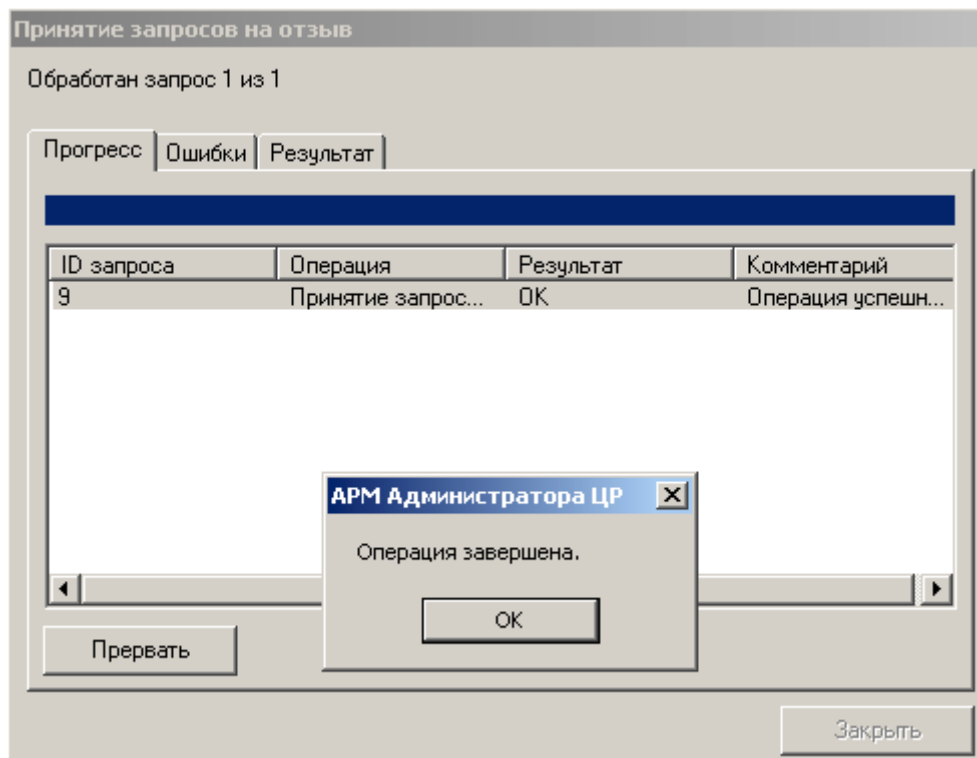 Принятие запросов на отзыв
Обработан запрос 1 из 1
Прогресс Ошибки Результат
ID запроса Операция Результат Комментарий
9 Принятие запрос... OK Операция успешн...
АРМ Администратора ЦР
Операция завершена.
OK
Прервать
Закрыть